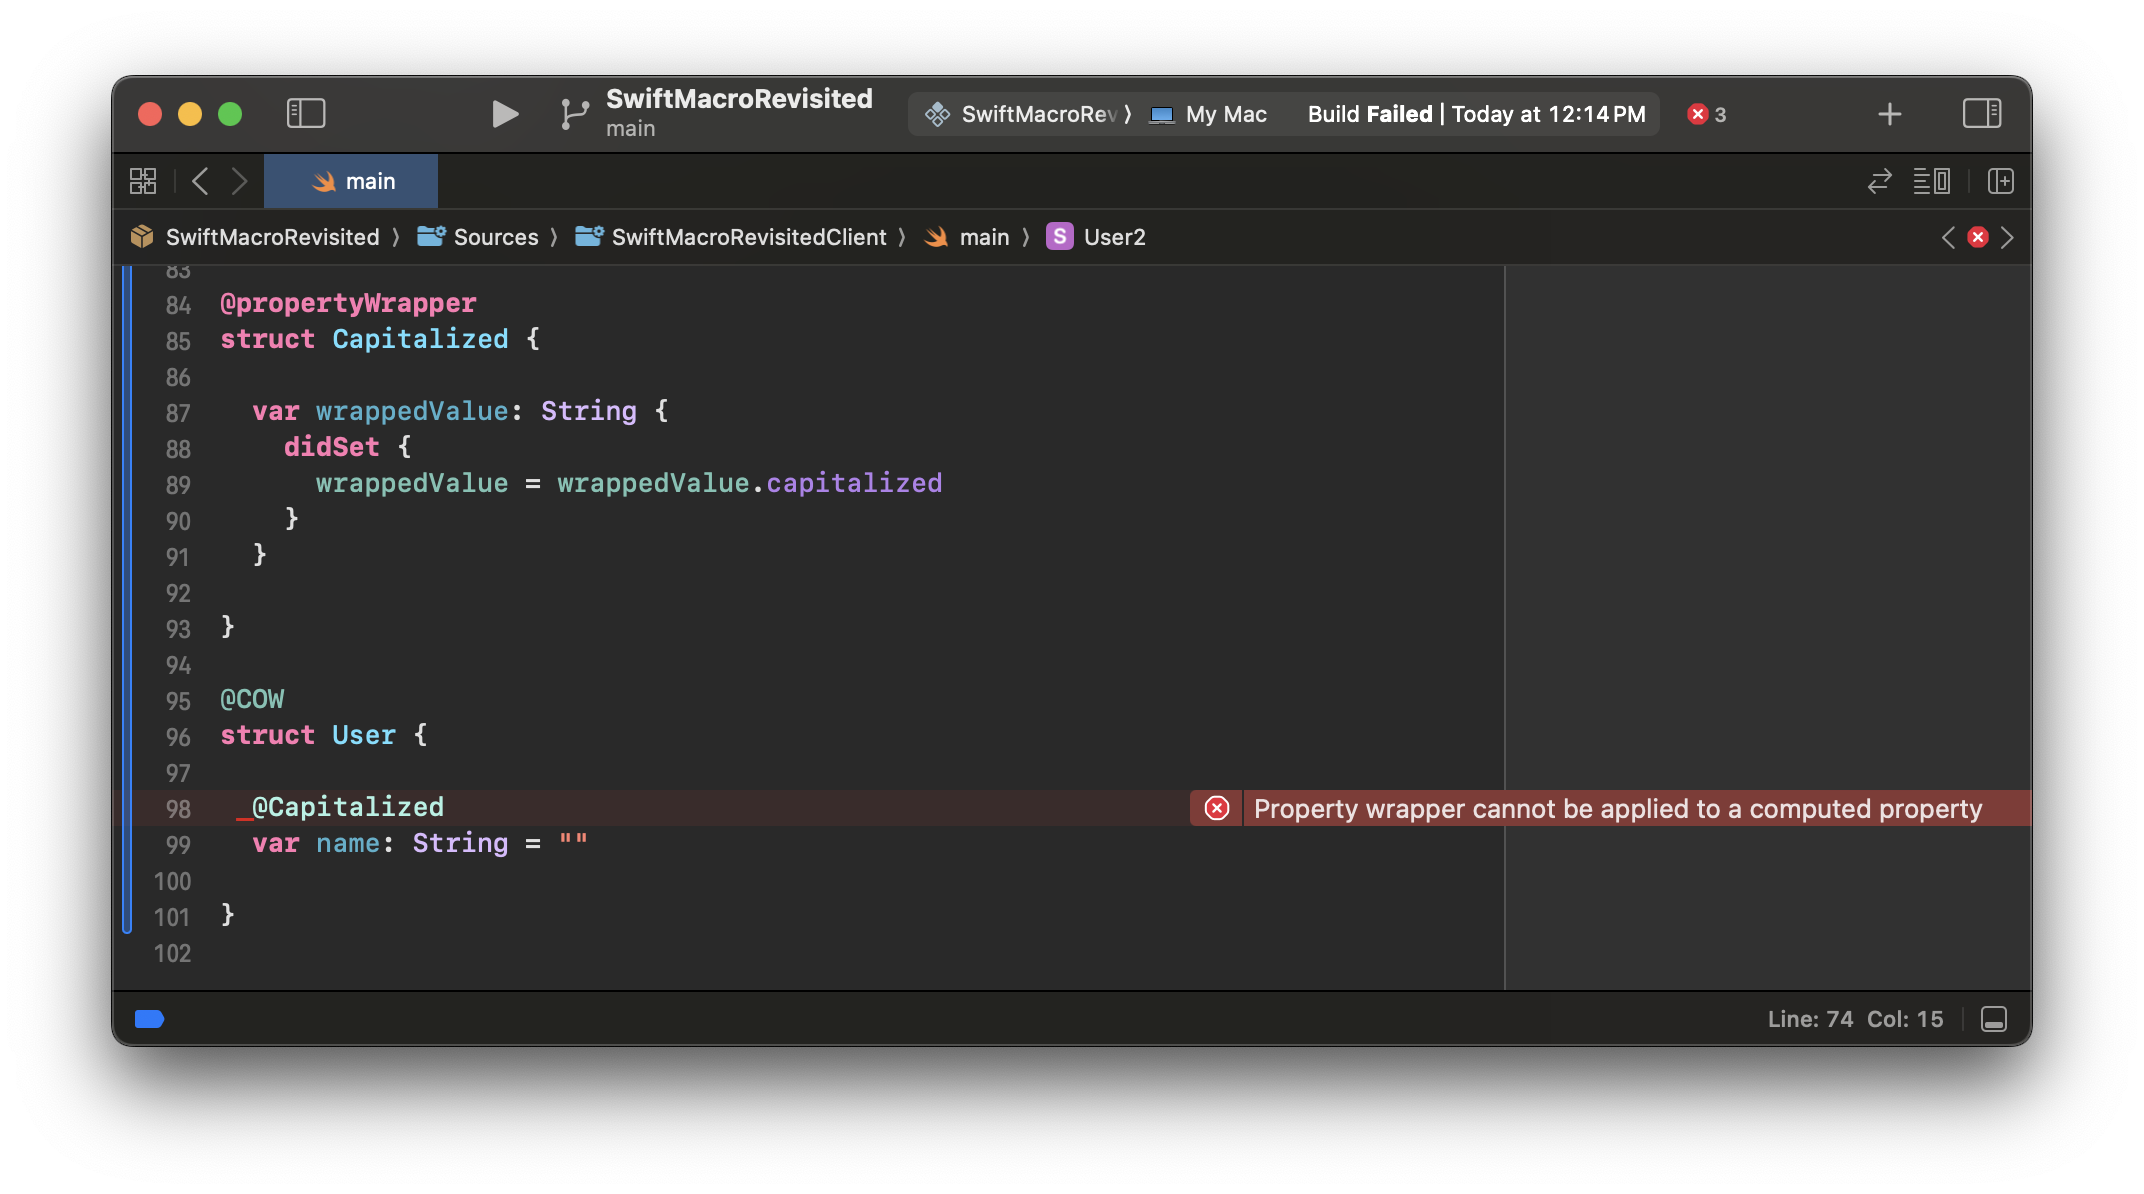 SwiftMacroRevisited
main
SwiftMacroRev 〉 My Mac
Build Failed | Today at 12:14 PM
3
main
SwiftMacroRevisited 〉 Sources 〉 SwiftMacroRevisitedClient 〉 main 〉 S User2
83
84 @propertyWrapper
85 struct Capitalized {
86
87 var wrappedValue: String {
88 didSet {
89 wrappedValue = wrappedValue.capitalized
90 }
91 }
92
93 }
94
95 @COW
96 struct User {
97
98 @Capitalized Property wrapper cannot be applied to a computed property
99 var name: String = ""
100
101 }
102
Line: 74 Col: 15